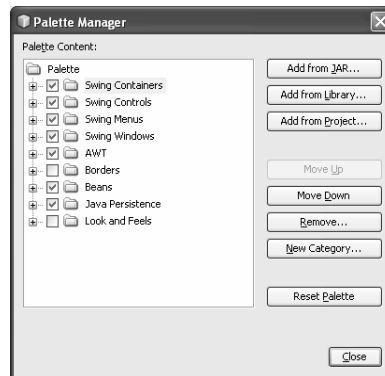 Palette Manager
Palette Content:
Palette
Swing Containers
Swing Controls
Swing Menus
Swing Windows
AWT
Borders
Beans
Java Persistence
Look and Feels
Add from JAR...
Add from Library...
Add from Project...
Move Up
Move Down
Remove...
New Category...
Reset Palette
Close